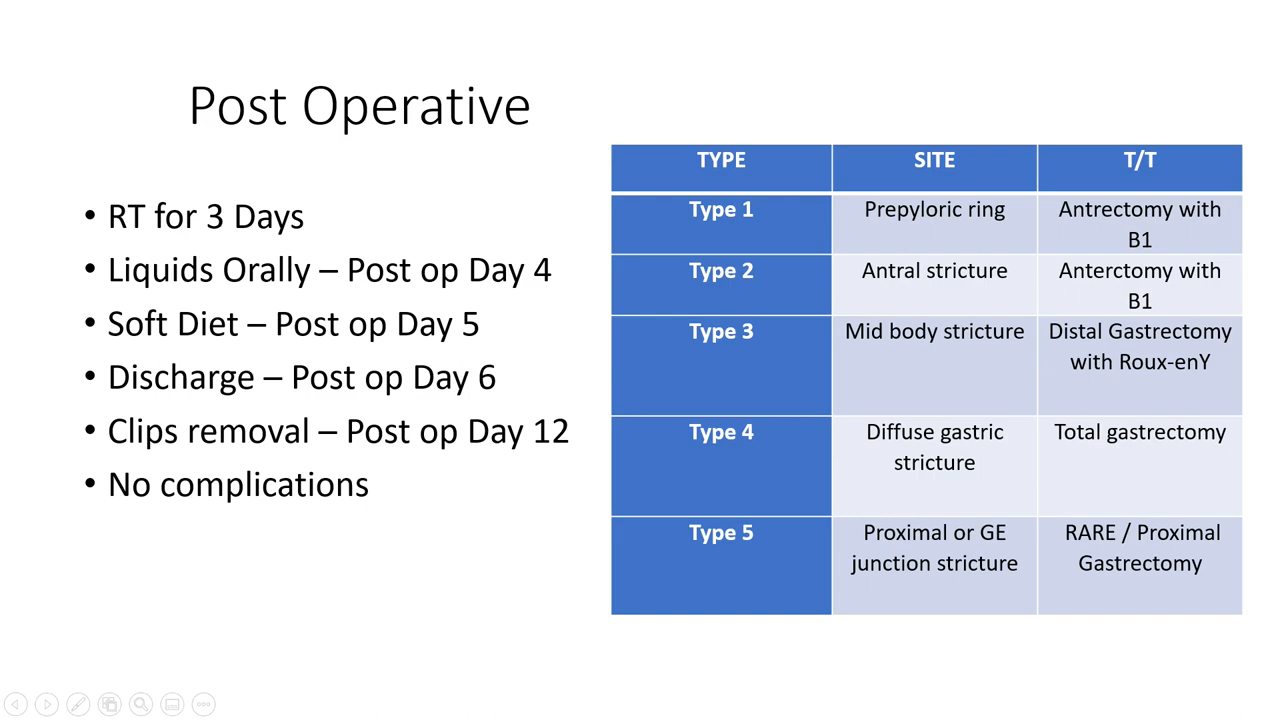 Post Operative
• RT for 3 Days
• Liquids Orally – Post op Day 4
• Soft Diet – Post op Day 5
• Discharge – Post op Day 6
• Clips removal – Post op Day 12
• No complications
TYPE SITE T/T
Type 1 Prepyloric ring Antrectomy with
B1
Type 2 Antral stricture Anterctomy with
B1
Type 3 Mid body stricture Distal Gastrectomy
with Roux-enY
Type 4 Diffuse gastric Total gastrectomy
stricture
Type 5 Proximal or GE RARE / Proximal
junction stricture Gastrectomy